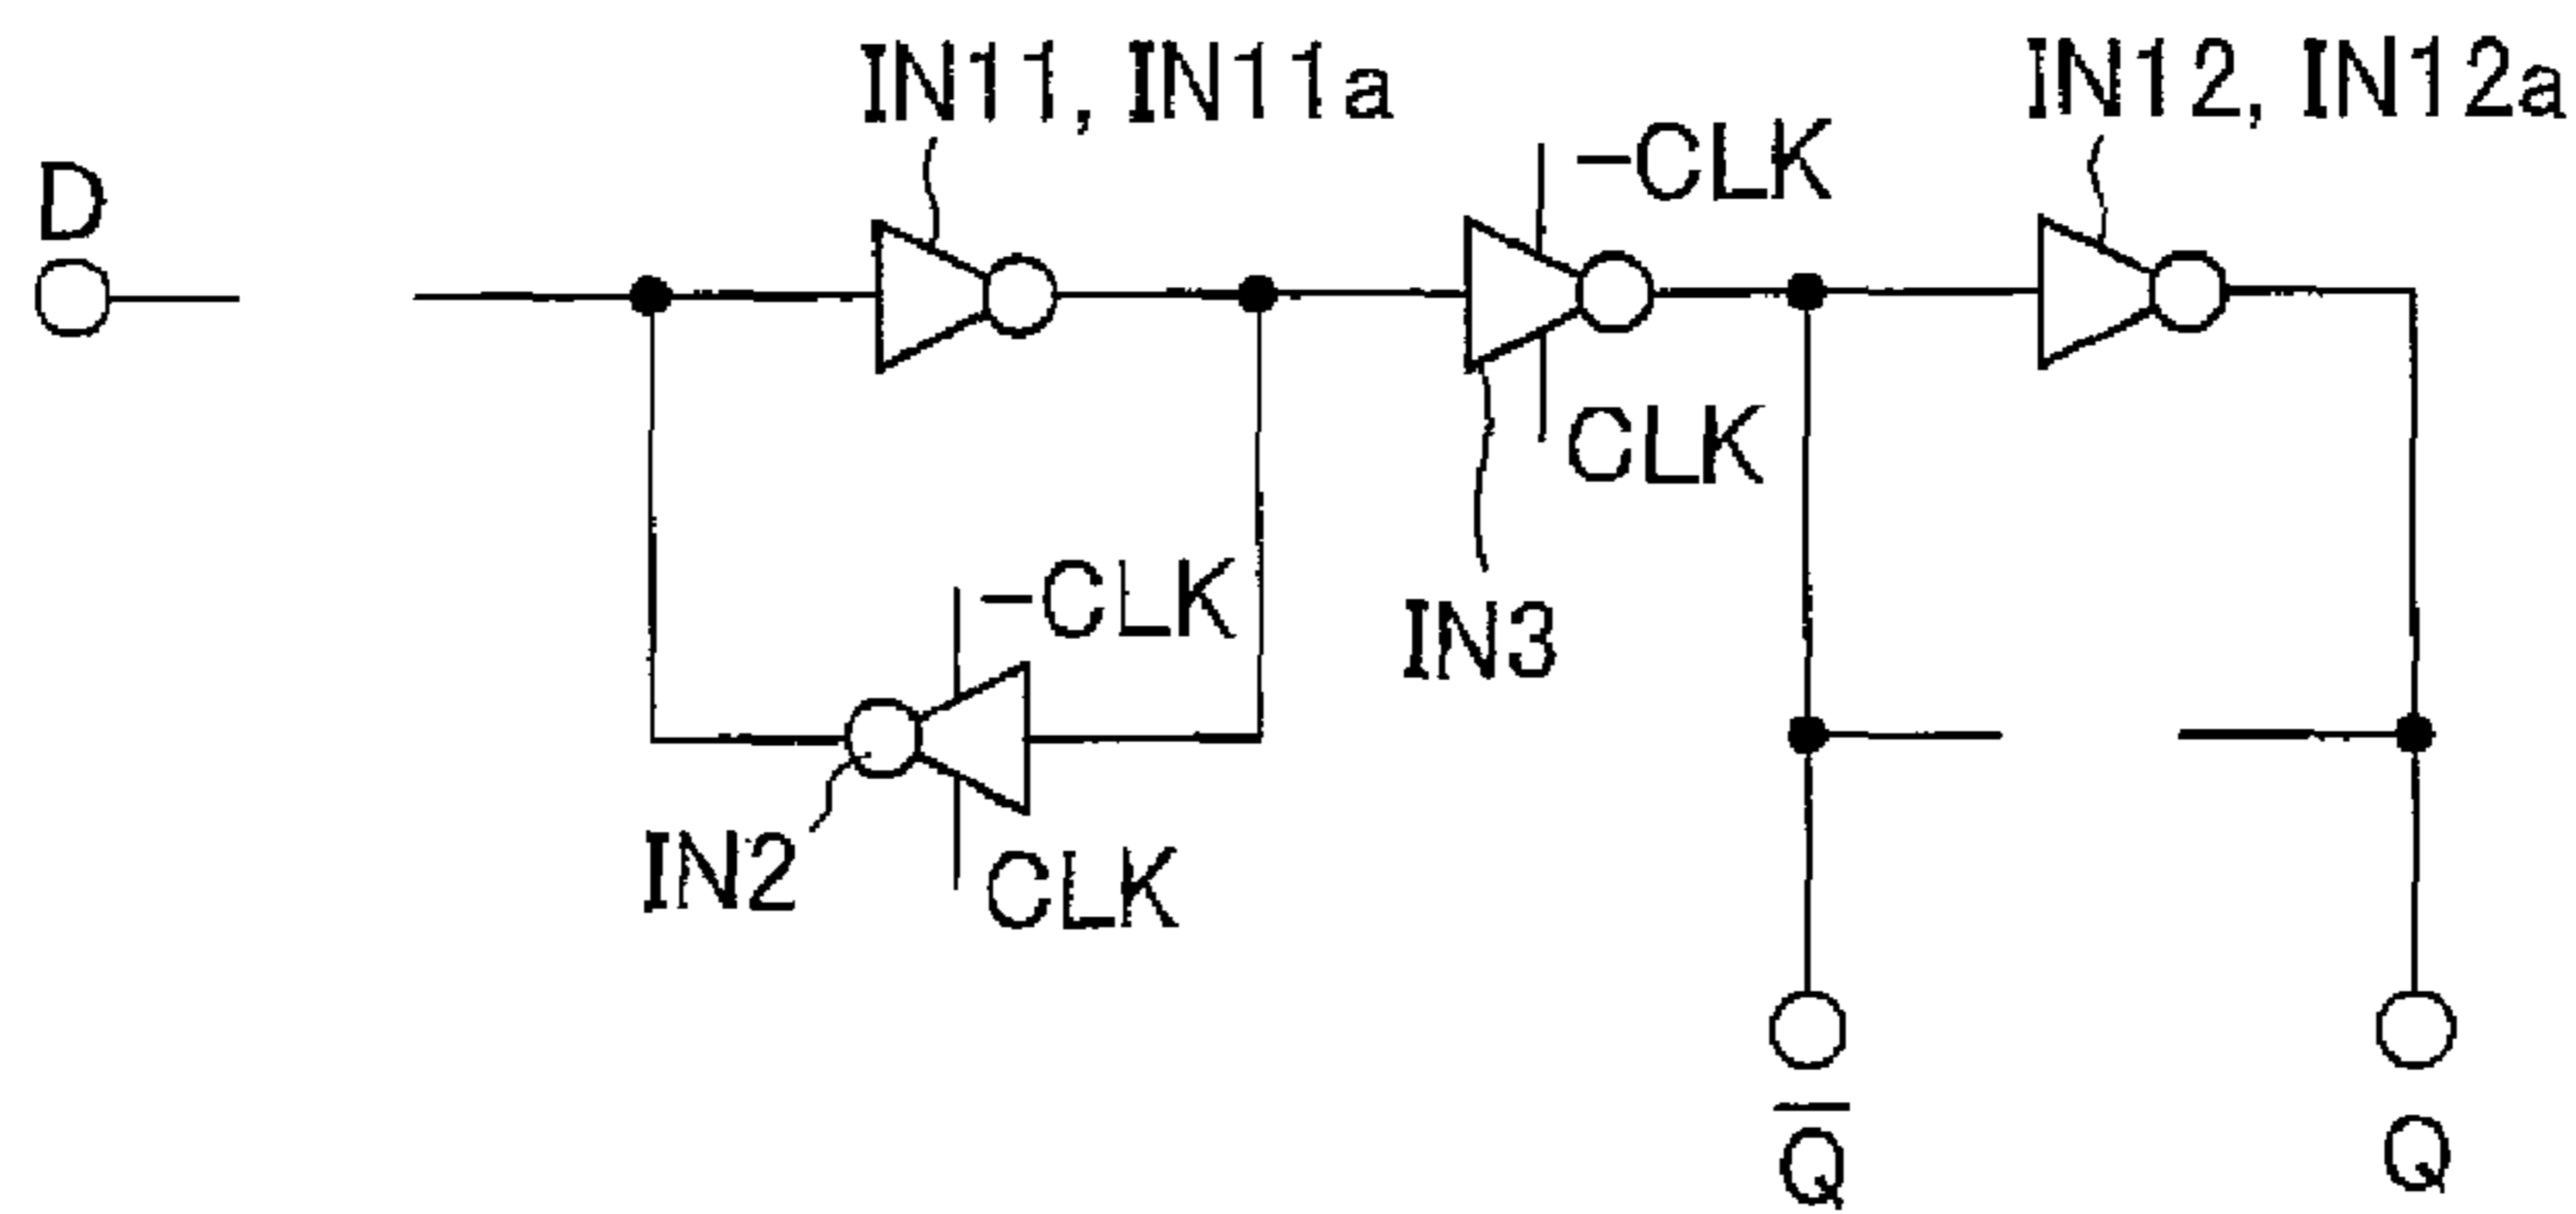 IN11, IN11a
IN12, IN12a
-CLK
D
CLK
-CLK
IN3
IN2
CLK
Q̅
Q